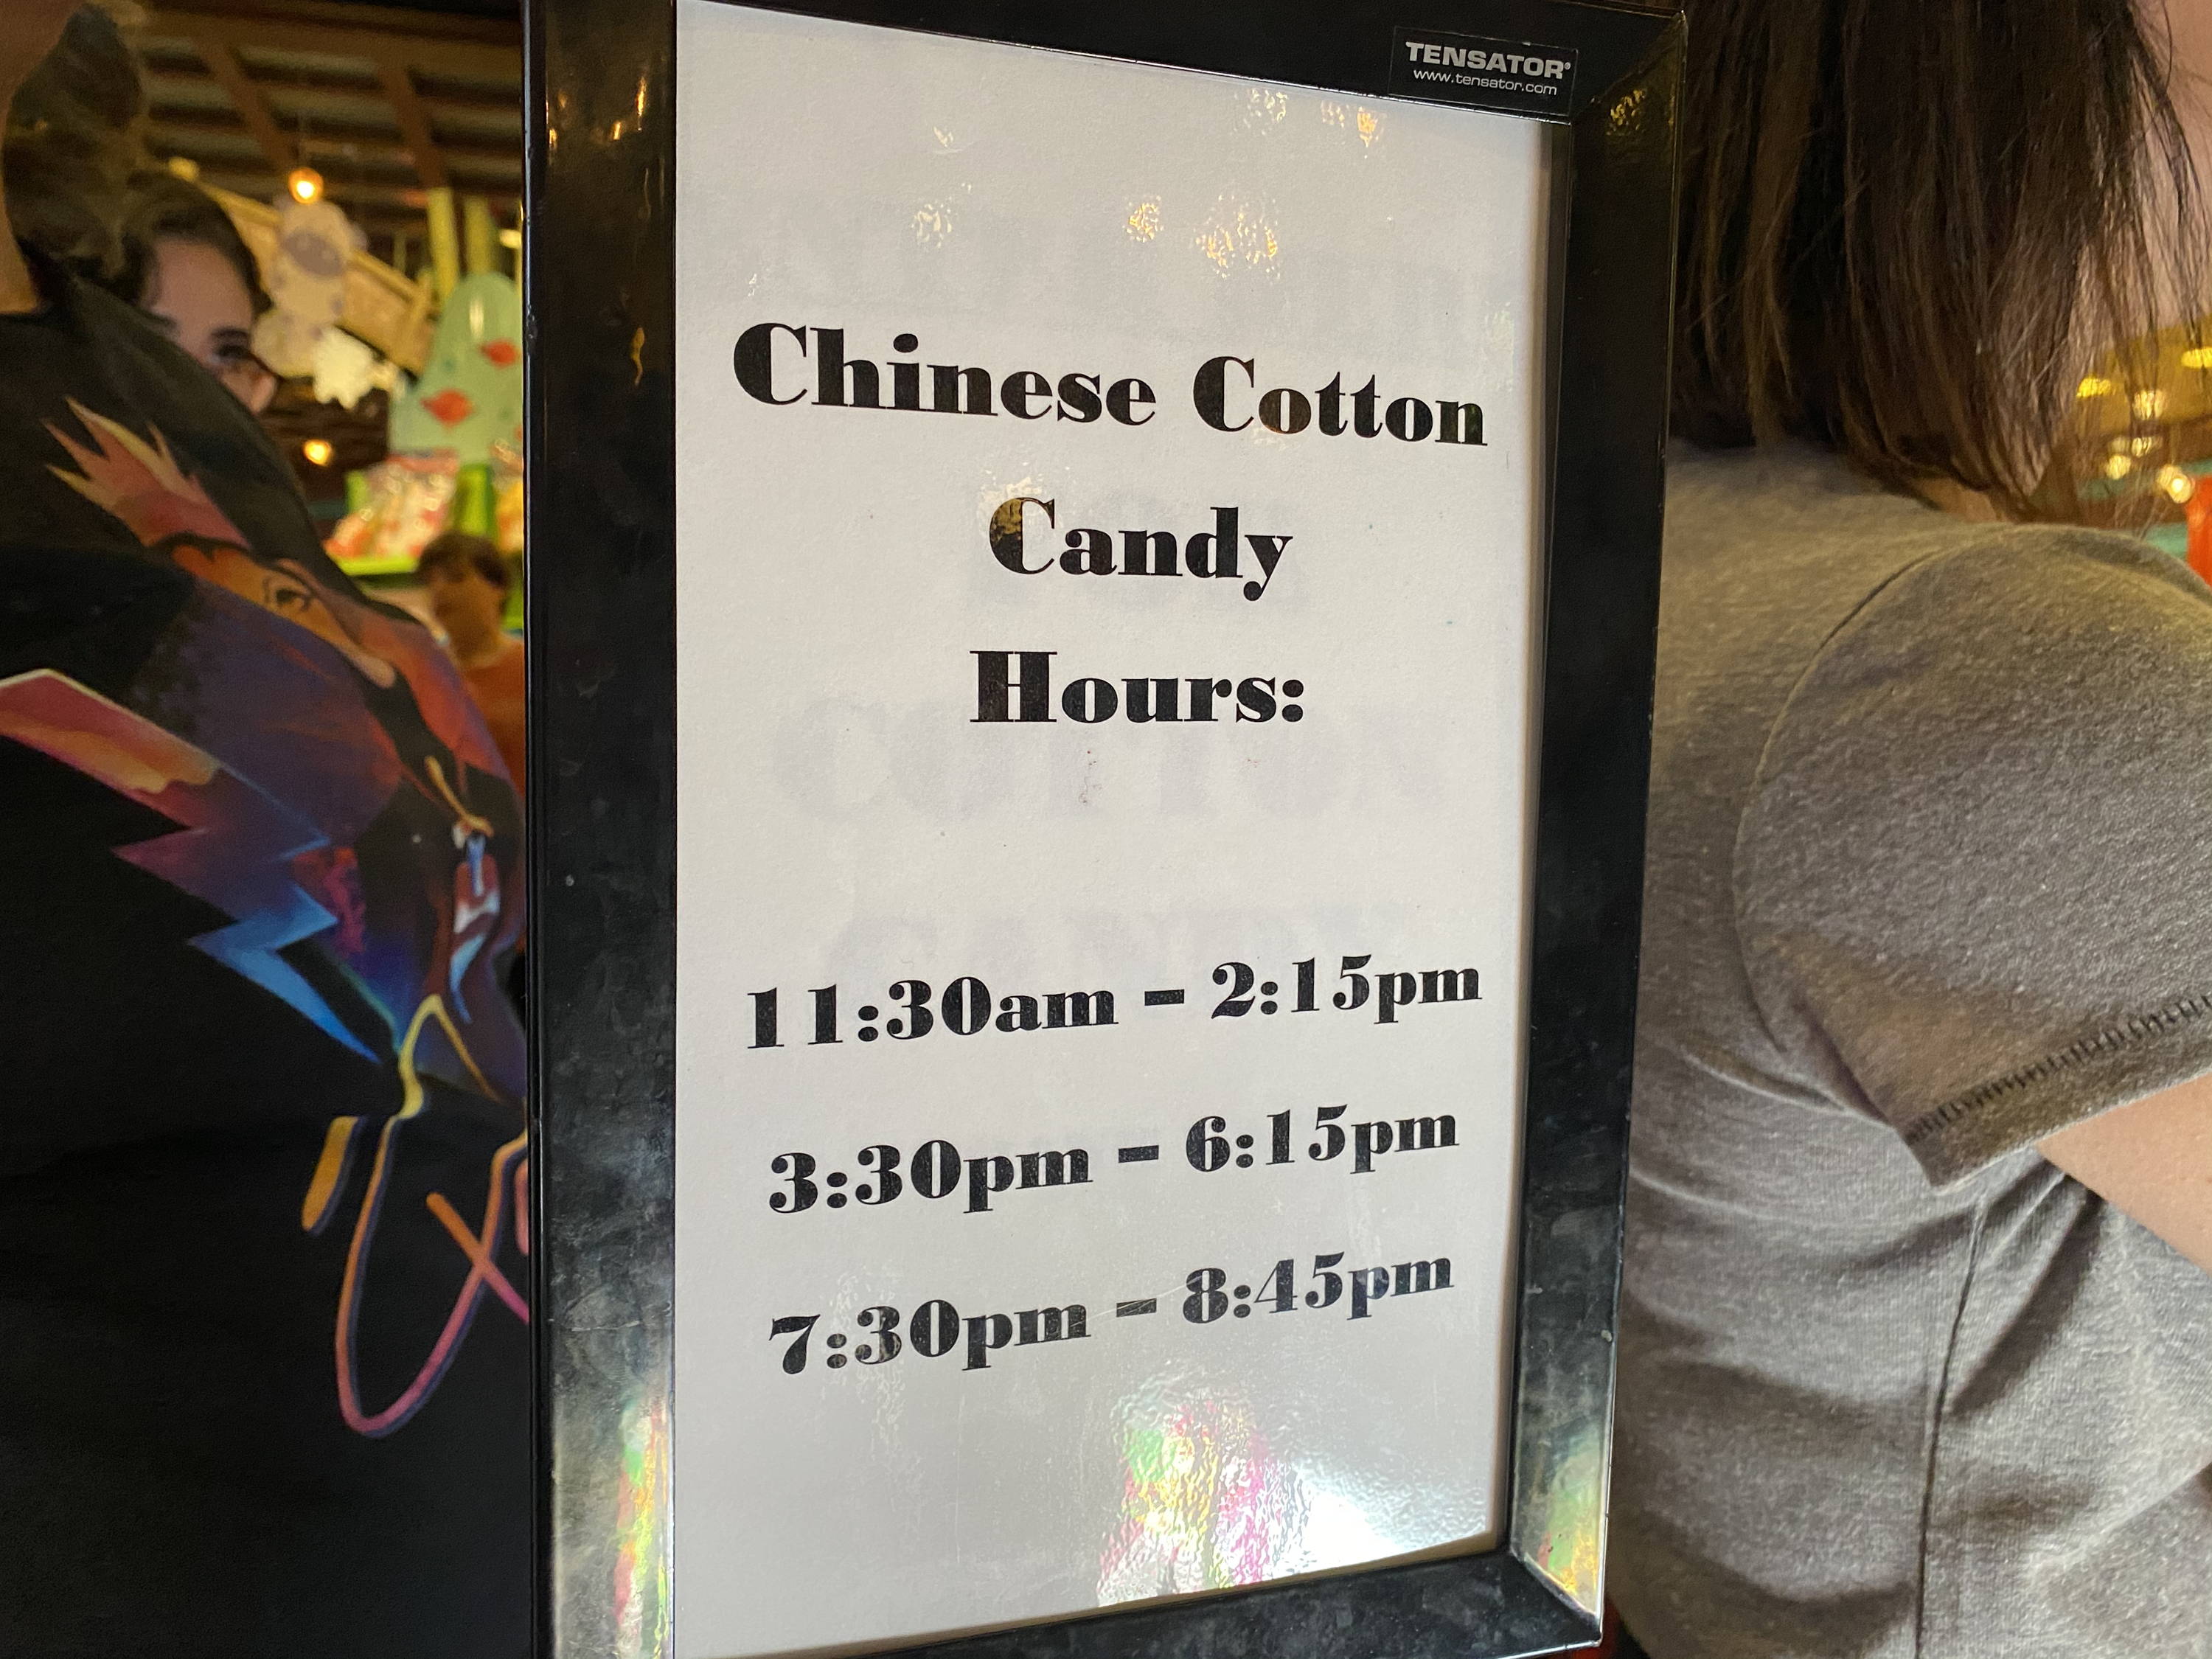 TENSATOR®
www.tensator.com
Chinese Cotton
Candy
Hours:
11:30am – 2:15pm
3:30pm – 6:15pm
7:30pm – 8:45pm